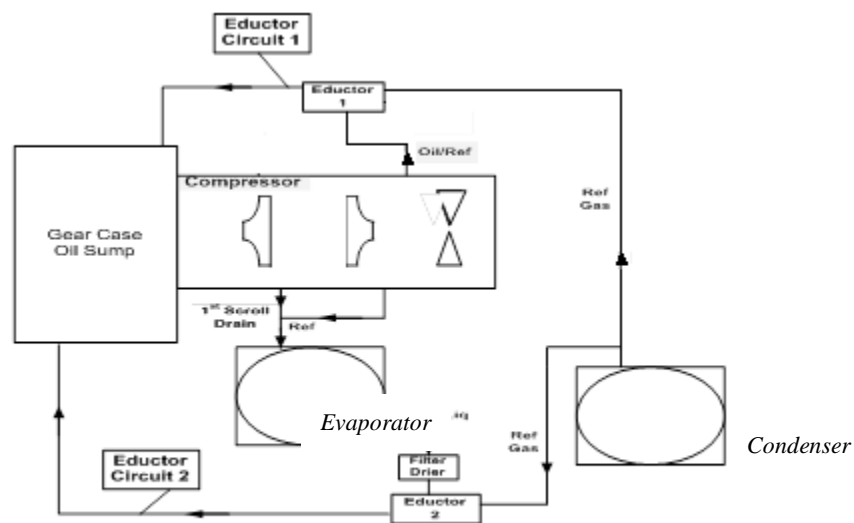 Eductor
Circuit 1
Eductor
1
Oil/Ref
Compressor
Ref
Gas
Gear Case
Oil Sump
1st Scroll
Drain
Ref
Evaporator
Ref
Gas
Condenser
Filter
Drier
Eductor
Circuit 2
Eductor
2